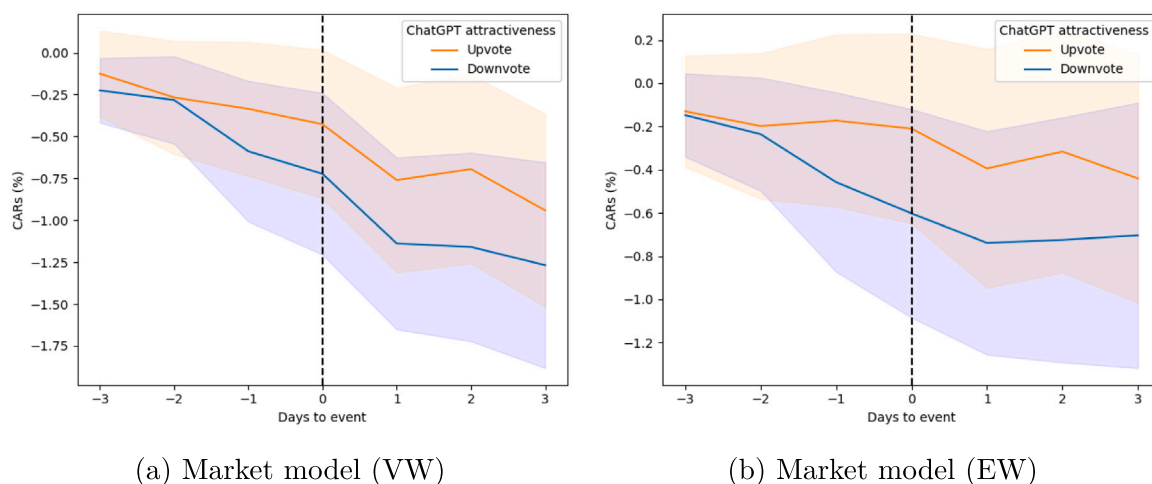 ChatGPT attractiveness
Upvote
Downvote
0.00
−0.25
−0.50
−0.75
−1.00
−1.25
−1.50
−1.75
CARs (%)
−3 −2 −1 0 1 2 3
Days to event
(a) Market model (VW)
ChatGPT attractiveness
Upvote
Downvote
0.2
0.0
−0.2
−0.4
−0.6
−0.8
−1.0
−1.2
CARs (%)
−3 −2 −1 0 1 2 3
Days to event
(b) Market model (EW)